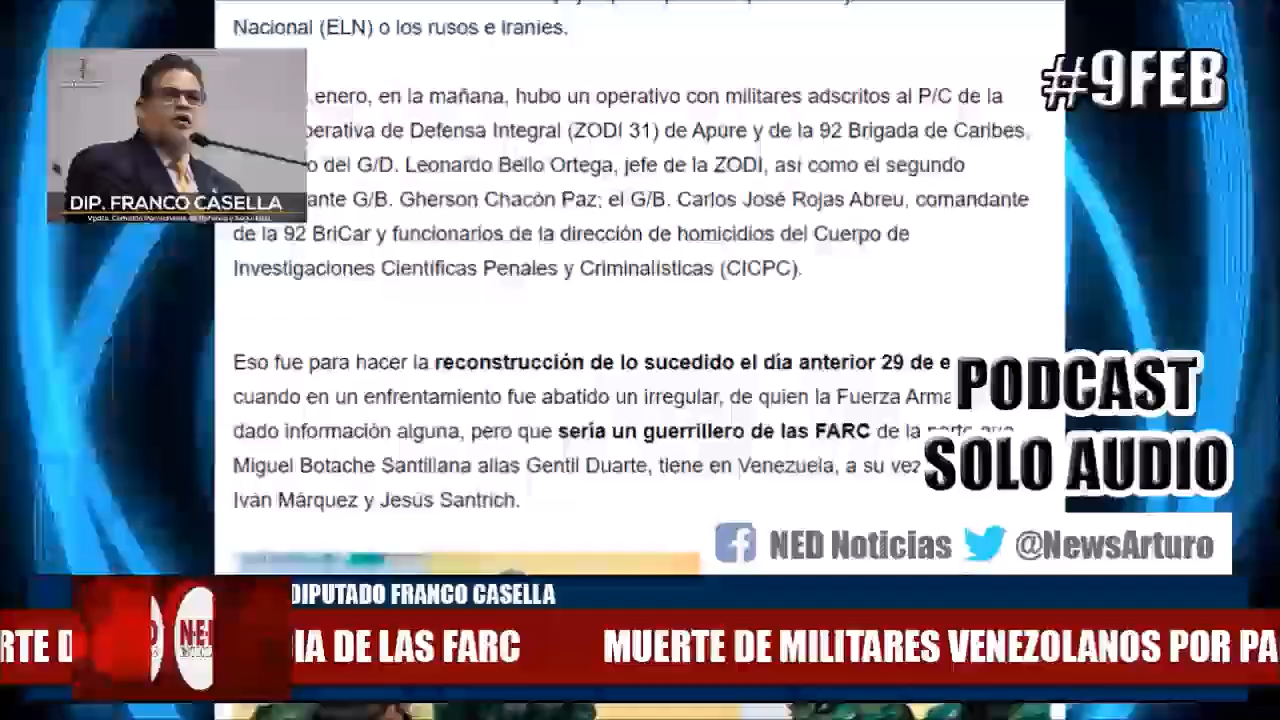 Nacional (ELN) o los rusos e Iraníes.
#9FEB
enero, en la mañana, hubo un operativo con militares adscritos al P/C de la
perativa de Defensa Integral (ZODI 31) de Apure y de la 92 Brigada de Caribes,
o del G/D. Leonardo Bello Ortega, jefe de la ZODI, así como el segundo
ante G/B. Gherson Chacón Paz; el G/B. Carlos José Rojas Abreu, comandante
de la 92 BriCar y funcionarios de la dirección de homicidios del Cuerpo de
Investigaciones Científicas Penales y Criminalísticas (CICPC).
DIP. FRANCO CASELLA
Eso fue para hacer la reconstrucción de lo sucedido el día anterior 29 de e
cuando en un enfrentamiento fue abatido un irregular, de quien la Fuerza Arma
dado información alguna, pero que sería un guerrillero de las FARC de la
Miguel Botache Santillana alias Gentil Duarte, tiene en Venezuela, a su vez
Iván Márquez y Jesús Santrich.
PODCAST
SOLO AUDIO
NED Noticias @NewsArturo
DIPUTADO FRANCO CASELLA
RTE D IA DE LAS FARC MUERTE DE MILITARES VENEZOLANOS POR PA